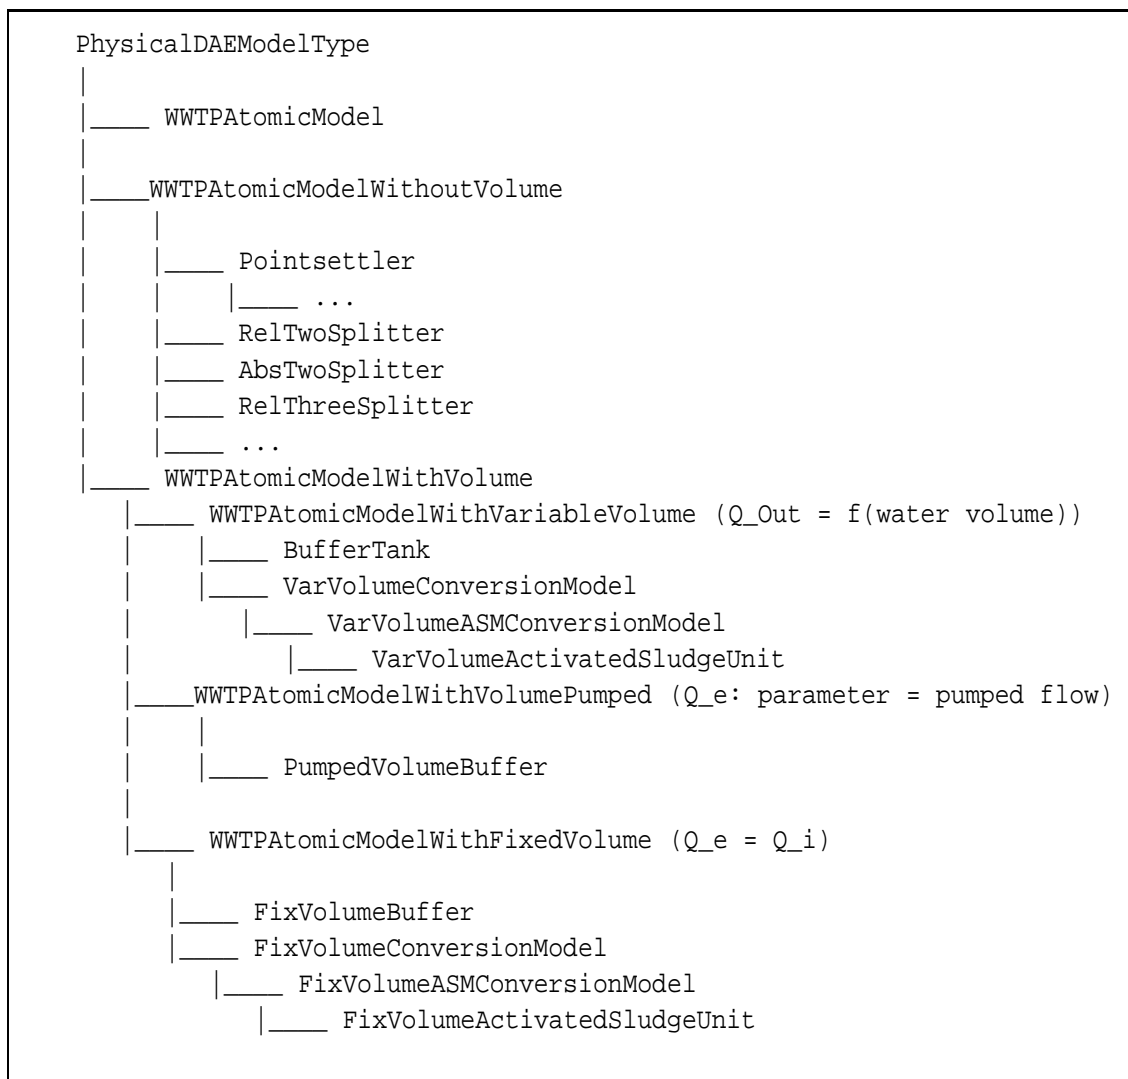 PhysicalDAEModelType
|
|____ WWTPAtomicModel
|
|____WWTPAtomicModelWithoutVolume
|    |
|    |____ Pointsettler
|    |    |____ ...
|    |____ RelTwoSplitter
|    |____ AbsTwoSplitter
|    |____ RelThreeSplitter
|    |____ ...
|____ WWTPAtomicModelWithVolume
   |____ WWTPAtomicModelWithVariableVolume (Q_Out = f(water volume))
   |    |____ BufferTank
   |    |____ VarVolumeConversionModel
   |       |____ VarVolumeASMConversionModel
   |          |____ VarVolumeActivatedSludgeUnit
   |____WWTPAtomicModelWithVolumePumped (Q_e: parameter = pumped flow)
   |    |
   |    |____ PumpedVolumeBuffer
   |
   |____ WWTPAtomicModelWithFixedVolume (Q_e = Q_i)
      |
      |____ FixVolumeBuffer
      |____ FixVolumeConversionModel
         |____ FixVolumeASMConversionModel
            |____ FixVolumeActivatedSludgeUnit